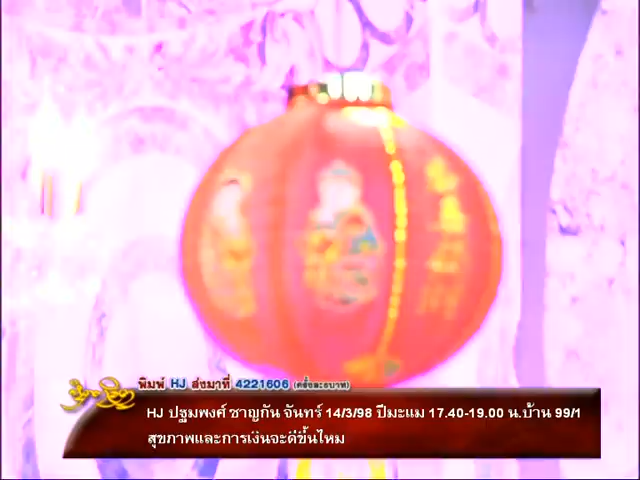 พิมพ์ HJ ส่งมาที่ 4221606 (ครั้งละ๖บาท)
HJ ปฐมพงศ์ ชาญกัน จันทร์ 14/3/98 ปีมะแม 17.40-19.00 น.บ้าน 99/1
สุขภาพและการเงินจะดีขึ้นไหม